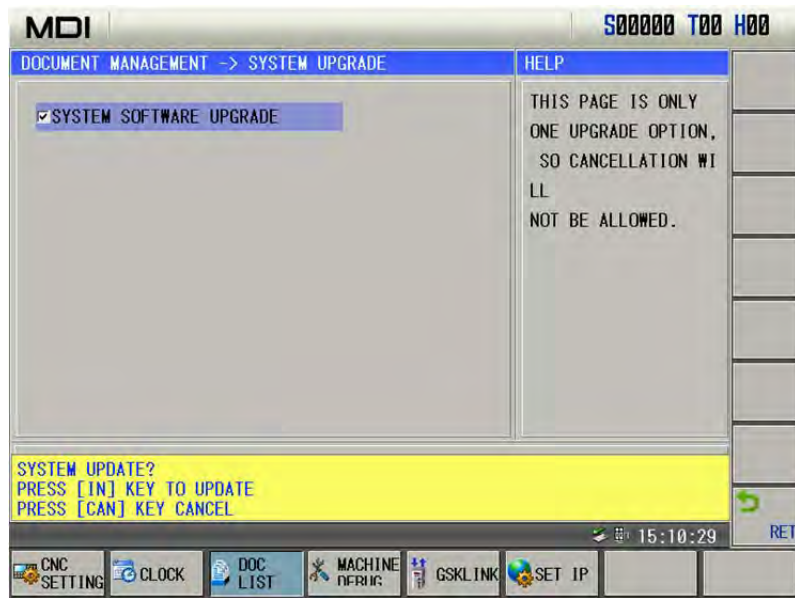 MDI
S00000 T00 H00
DOCUMENT MANAGEMENT -> SYSTEM UPGRADE
HELP
SYSTEM SOFTWARE UPGRADE
THIS PAGE IS ONLY
ONE UPGRADE OPTION,
SO CANCELLATION WI
LL
NOT BE ALLOWED.
SYSTEM UPDATE?
PRESS [IN] KEY TO UPDATE
PRESS [CAN] KEY CANCEL
15:10:29
RET
CNC
SETTING
CLOCK
DOC
LIST
MACHINE
DEBUG
GSKLINK
SET IP